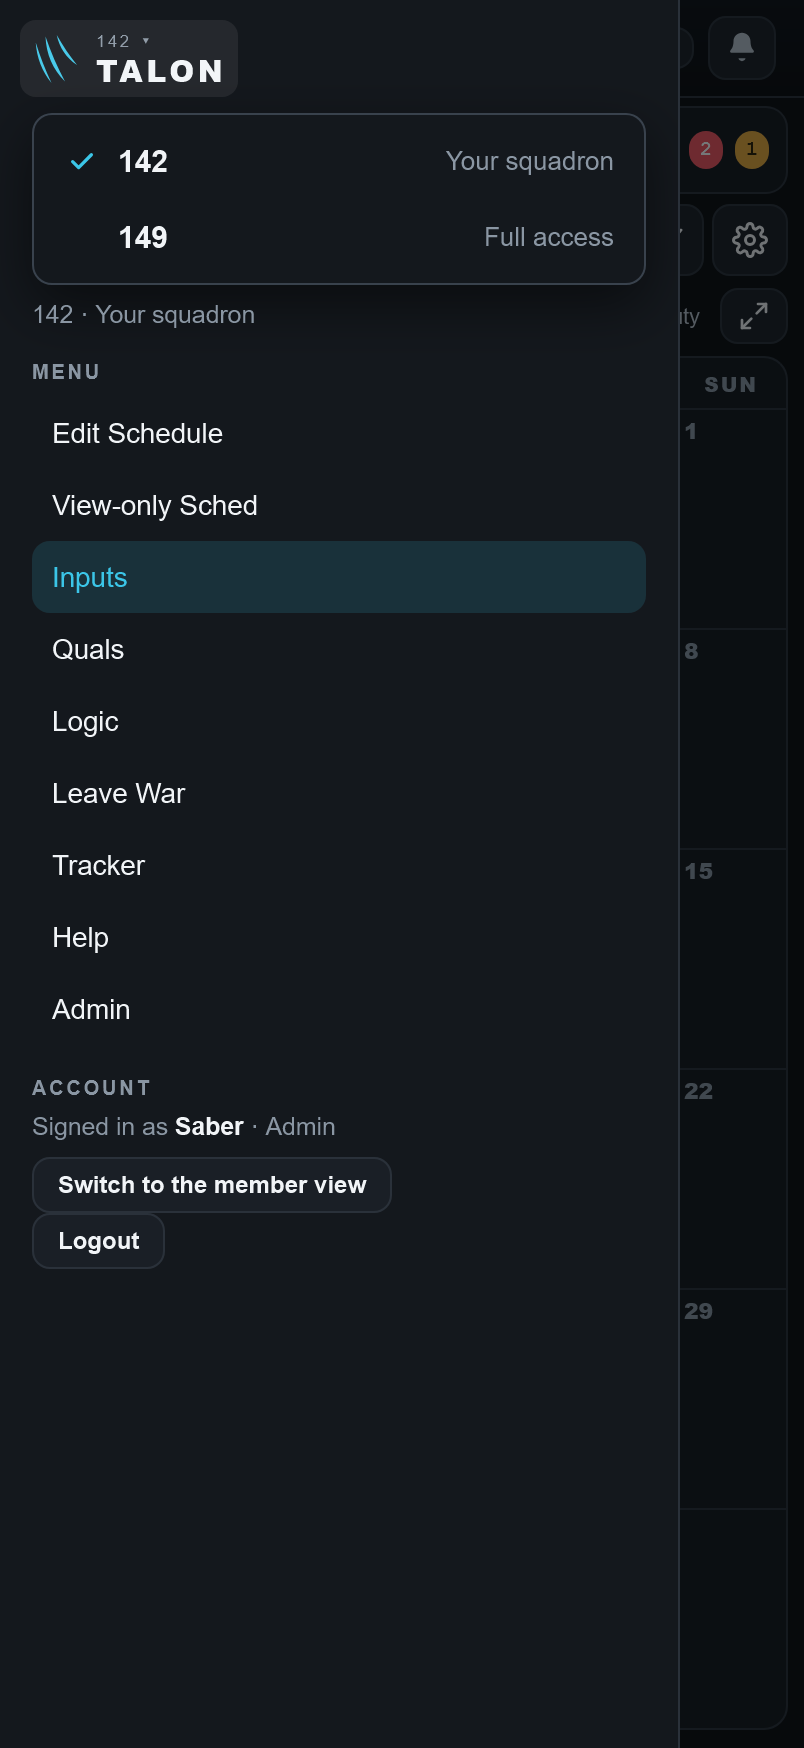 142 ▾
TALON
2 1
142 Your squadron
149 Full access
142 · Your squadron
MENU
SUN
Edit Schedule
1
View-only Sched
Inputs
Quals
8
Logic
Leave War
Tracker
15
Help
Admin
ACCOUNT
22
Signed in as Saber · Admin
Switch to the member view
Logout
29